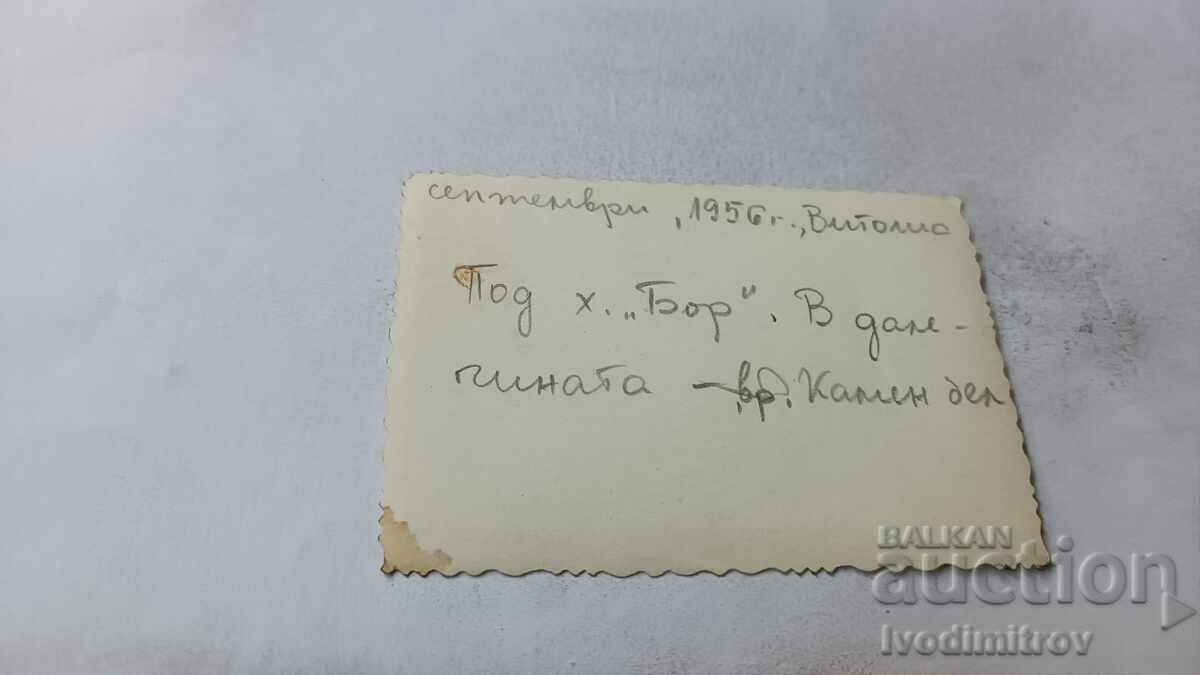 септември, 1956 г., Витоша
Под х. „Бор". В дале-
чината – вр. Камен дел
BALKAN
auction
Ivodimitrov